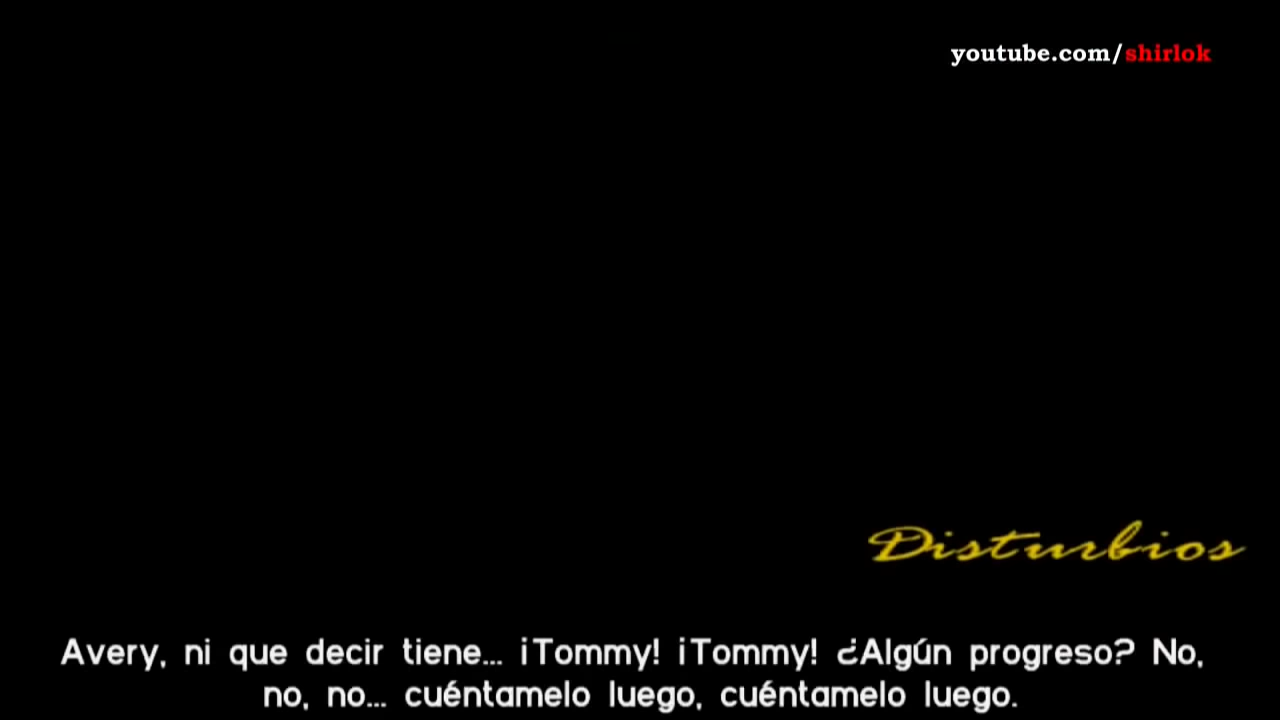 youtube.com/shirlok
Disturbios
Avery, ni que decir tiene... ¡Tommy! ¡Tommy! ¿Algún progreso? No,
no, no... cuéntamelo luego, cuéntamelo luego.